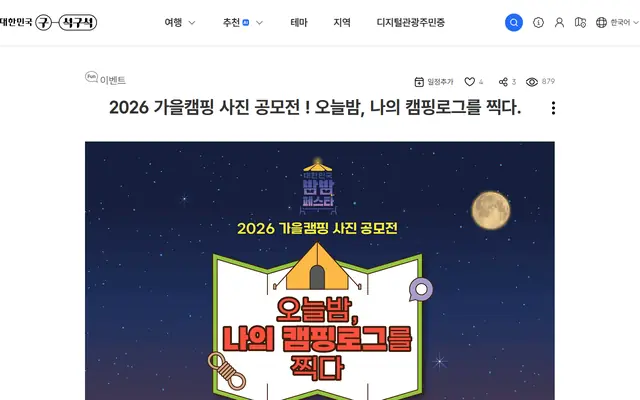 대한민국 구석구석
여행
추천 AI
테마
지역
디지털관광주민증
한국어
Fun 이벤트
일정추가
4
3
879
2026 가을캠핑 사진 공모전 ! 오늘밤, 나의 캠핑로그를 찍다.
대한민국
밤밤
페스타
2026 가을캠핑 사진 공모전
오늘밤,
나의 캠핑로그를
찍다